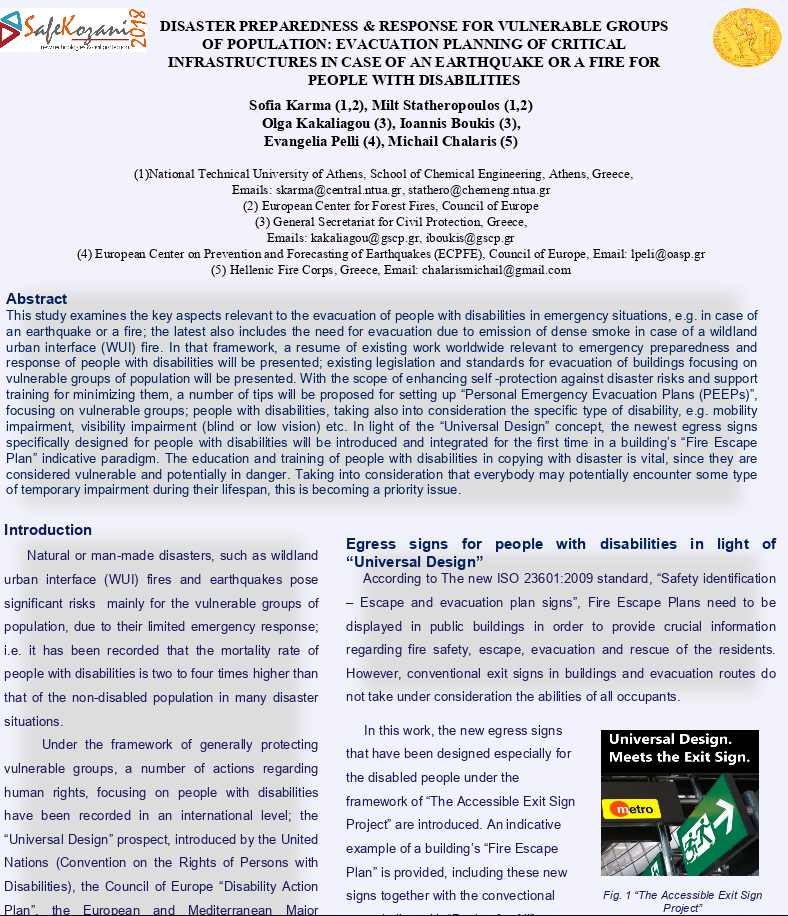 SafeKozani
2018
new technologies & civil protection
DISASTER PREPAREDNESS & RESPONSE FOR VULNERABLE GROUPS
OF POPULATION: EVACUATION PLANNING OF CRITICAL
INFRASTRUCTURES IN CASE OF AN EARTHQUAKE OR A FIRE FOR
PEOPLE WITH DISABILITIES
Sofia Karma (1,2), Milt Statheropoulos (1,2)
Olga Kakaliagou (3), Ioannis Boukis (3),
Evangelia Pelli (4), Michail Chalaris (5)
(1)National Technical University of Athens, School of Chemical Engineering, Athens, Greece,
Emails: skarma@central.ntua.gr, stathero@chemeng.ntua.gr
(2) European Center for Forest Fires, Council of Europe
(3) General Secretariat for Civil Protection, Greece,
Emails: kakaliagou@gscp.gr, iboukis@gscp.gr
(4) European Center on Prevention and Forecasting of Earthquakes (ECPFE), Council of Europe, Email: lpeli@oasp.gr
(5) Hellenic Fire Corps, Greece, Email: chalarismichail@gmail.com
Abstract
This study examines the key aspects relevant to the evacuation of people with disabilities in emergency situations, e.g. in case of
an earthquake or a fire; the latest also includes the need for evacuation due to emission of dense smoke in case of a wildland
urban interface (WUI) fire. In that framework, a resume of existing work worldwide relevant to emergency preparedness and
response of people with disabilities will be presented; existing legislation and standards for evacuation of buildings focusing on
vulnerable groups of population will be presented. With the scope of enhancing self -protection against disaster risks and support
training for minimizing them, a number of tips will be proposed for setting up “Personal Emergency Evacuation Plans (PEEPs)”,
focusing on vulnerable groups; people with disabilities, taking also into consideration the specific type of disability, e.g. mobility
impairment, visibility impairment (blind or low vision) etc. In light of the “Universal Design” concept, the newest egress signs
specifically designed for people with disabilities will be introduced and integrated for the first time in a building’s “Fire Escape
Plan” indicative paradigm. The education and training of people with disabilities in copying with disaster is vital, since they are
considered vulnerable and potentially in danger. Taking into consideration that everybody may potentially encounter some type
of temporary impairment during their lifespan, this is becoming a priority issue.
Introduction
Natural or man-made disasters, such as wildland
urban interface (WUI) fires and earthquakes pose
significant risks mainly for the vulnerable groups of
population, due to their limited emergency response;
i.e. it has been recorded that the mortality rate of
people with disabilities is two to four times higher than
that of the non-disabled population in many disaster
situations.
Under the framework of generally protecting
vulnerable groups, a number of actions regarding
human rights, focusing on people with disabilities
have been recorded in an international level; the
“Universal Design” prospect, introduced by the United
Nations (Convention on the Rights of Persons with
Disabilities), the Council of Europe “Disability Action
Plan”, the European and Mediterranean Major
Egress signs for people with disabilities in light of
“Universal Design”
According to The new ISO 23601:2009 standard, “Safety identification
– Escape and evacuation plan signs”, Fire Escape Plans need to be
displayed in public buildings in order to provide crucial information
regarding fire safety, escape, evacuation and rescue of the residents.
However, conventional exit signs in buildings and evacuation routes do
not take under consideration the abilities of all occupants.
In this work, the new egress signs
that have been designed especially for
the disabled people under the
framework of “The Accessible Exit Sign
Project” are introduced. An indicative
example of a building’s “Fire Escape
Plan” is provided, including these new
signs together with the convectional
Universal Design.
Meets the Exit Sign.
metro
Fig. 1 “The Accessible Exit Sign
Project”